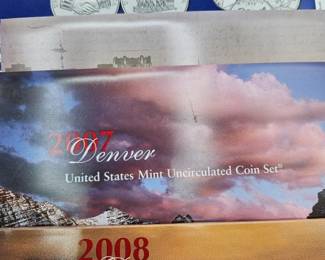 2007
Denver
United States Mint Uncirculated Coin Set®
2008